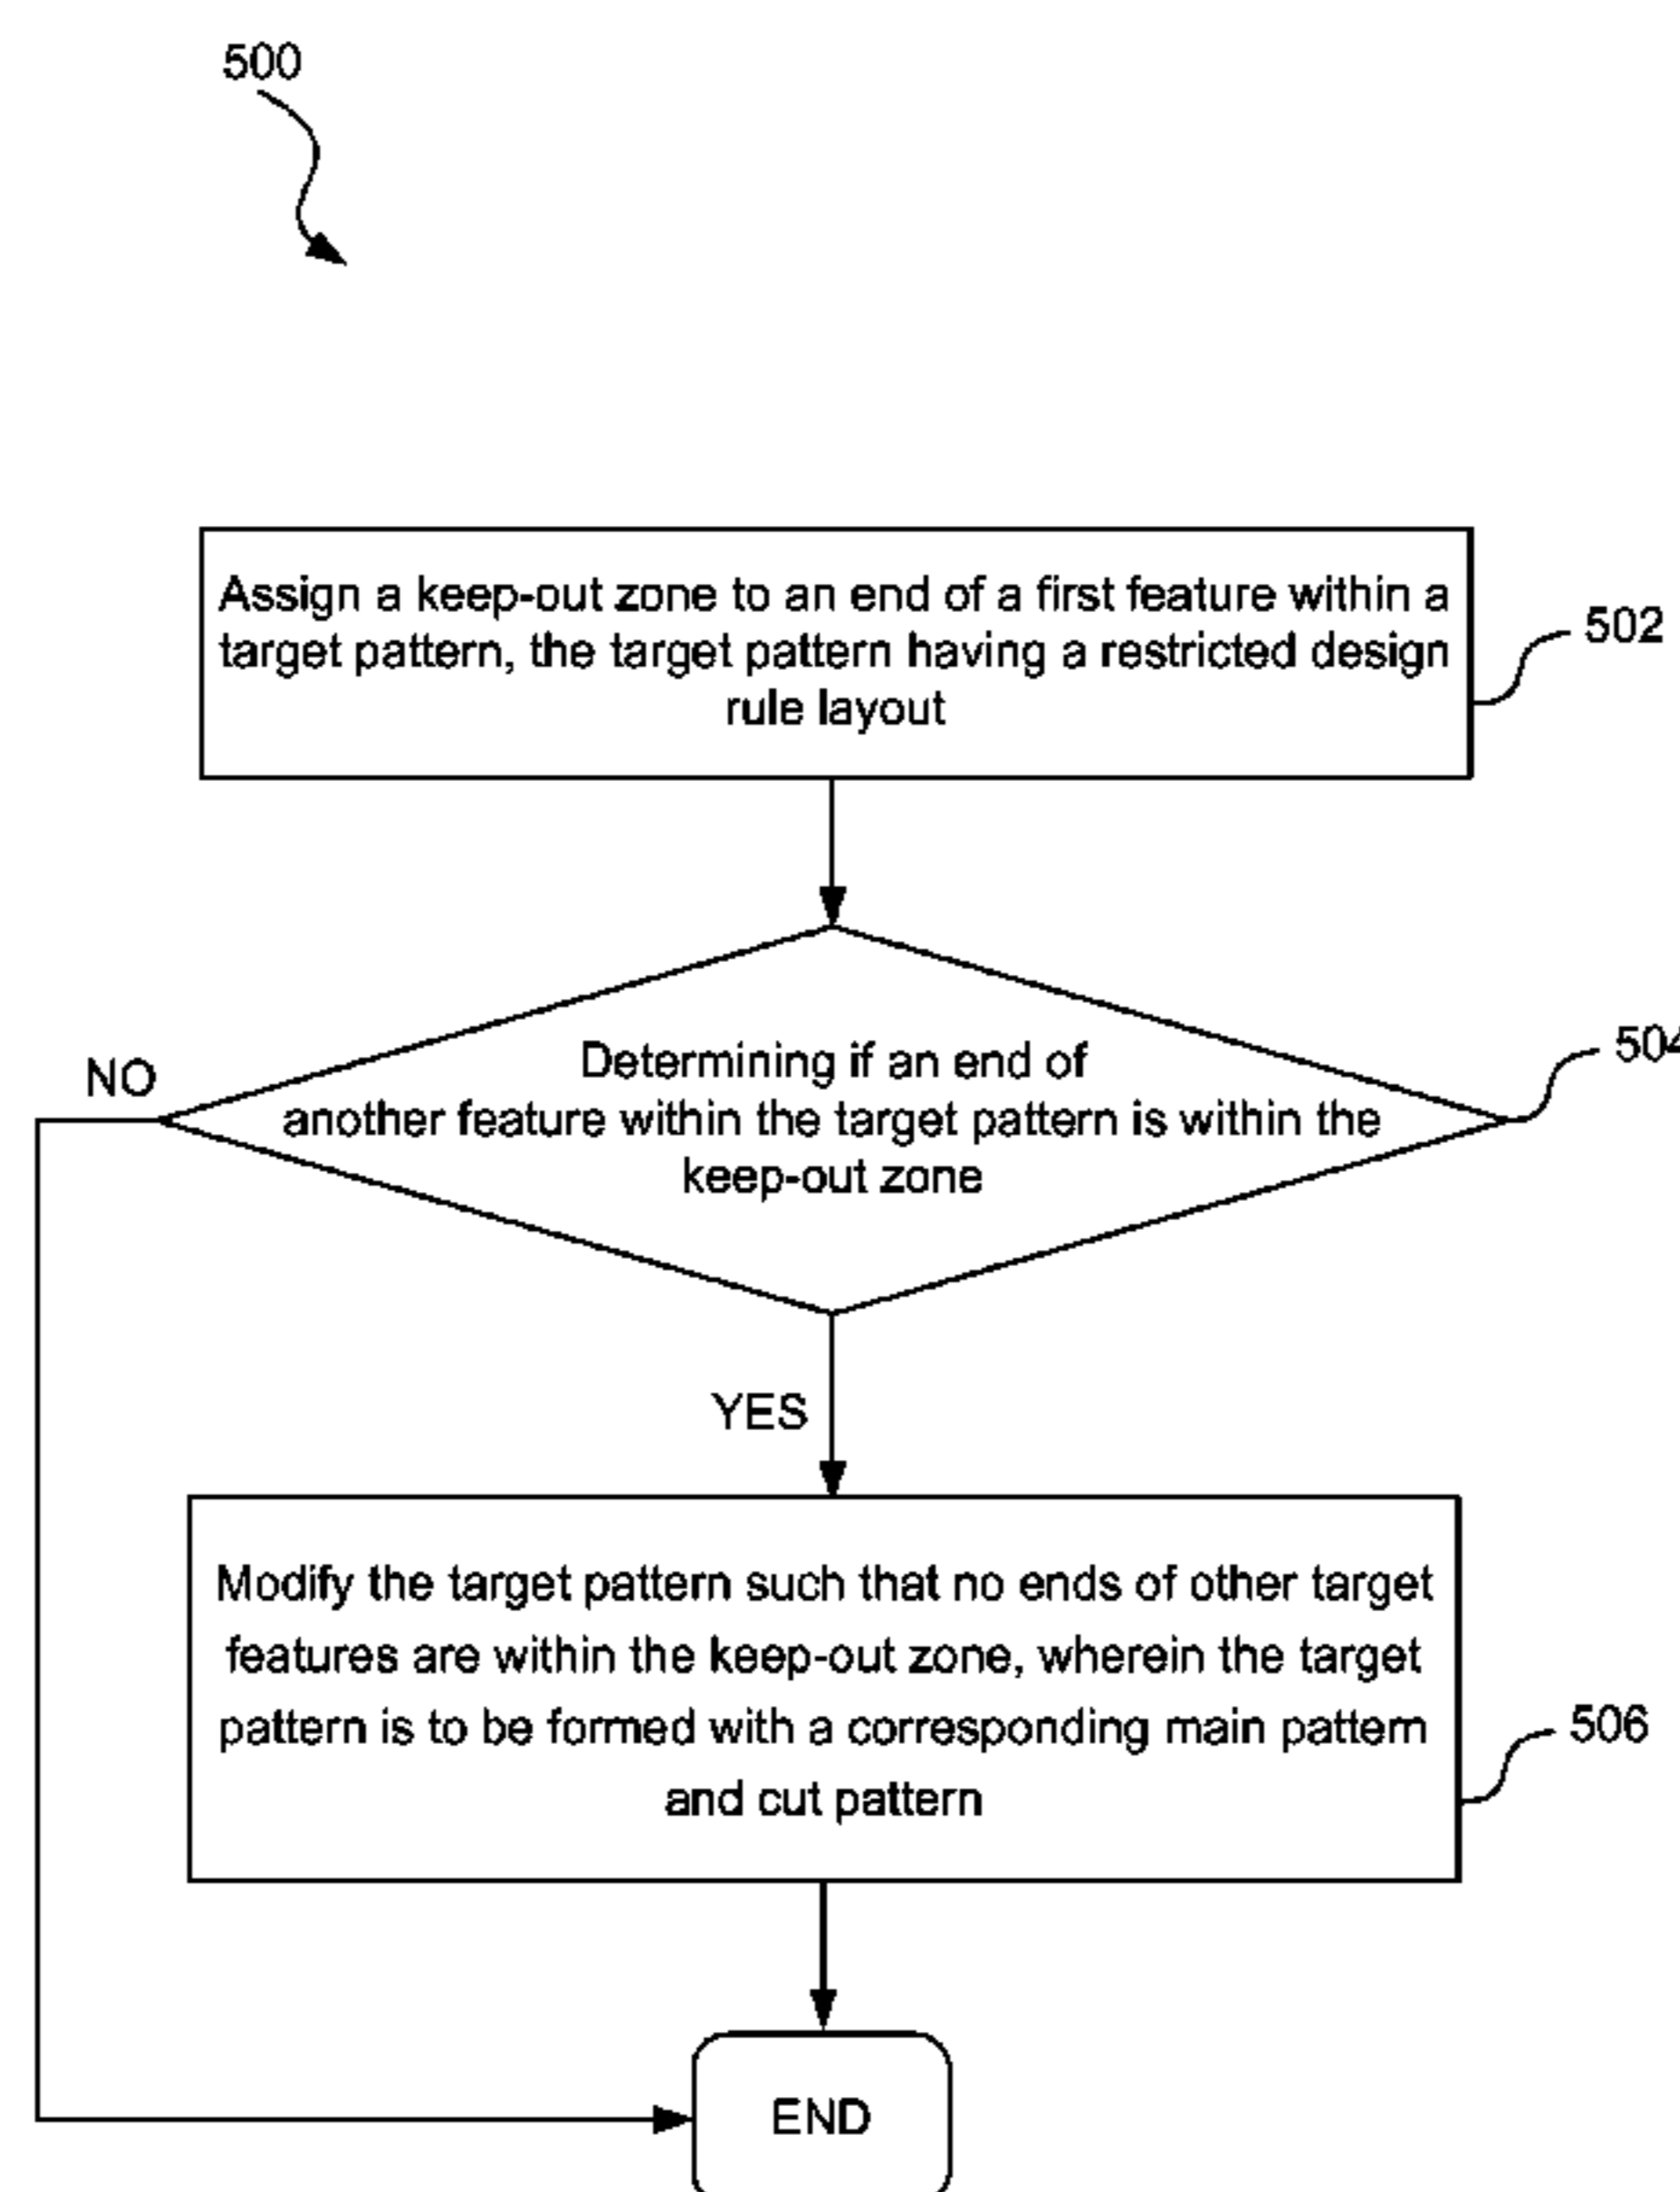 500
Assign a keep-out zone to an end of a first feature within a
target pattern, the target pattern having a restricted design
rule layout
502
Determining if an end of
another feature within the target pattern is within the
keep-out zone
504
NO
YES
Modify the target pattern such that no ends of other target
features are within the keep-out zone, wherein the target
pattern is to be formed with a corresponding main pattern
and cut pattern
506
END